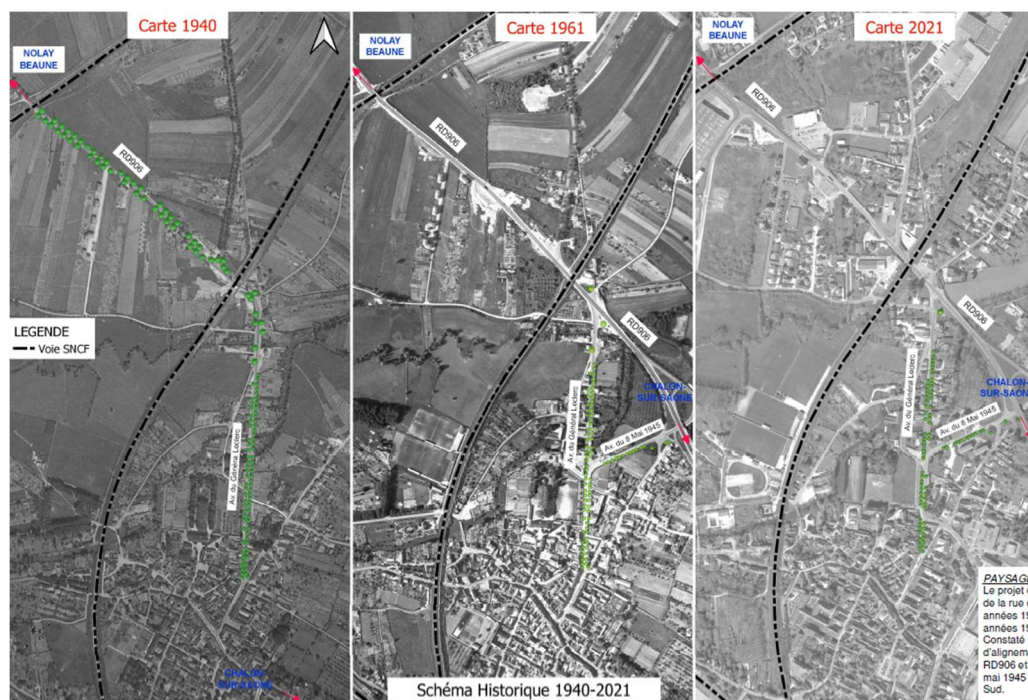 Carte 1940
NOLAY
BEAUNE
RD906
LEGENDE
Voie SNCF
Av. du Général Leclerc
CHALON-
SUR-SAONE
Carte 1961
NOLAY
BEAUNE
RD906
RD906
CHALON-
SUR-SAONE
Av. du Général Leclerc
Av. du 8 Mai 1945
Schéma Historique 1940-2021
Carte 2021
NOLAY
BEAUNE
RD906
RD906
CHALON-
SUR-SAONE
Av. du Général Leclerc
Av. du 8 Mai 1945
PAYSAG
Le projet
de la rue
années 19
années 19
Constaté
d'alignem
RD906 et
mai 1945
Sud.